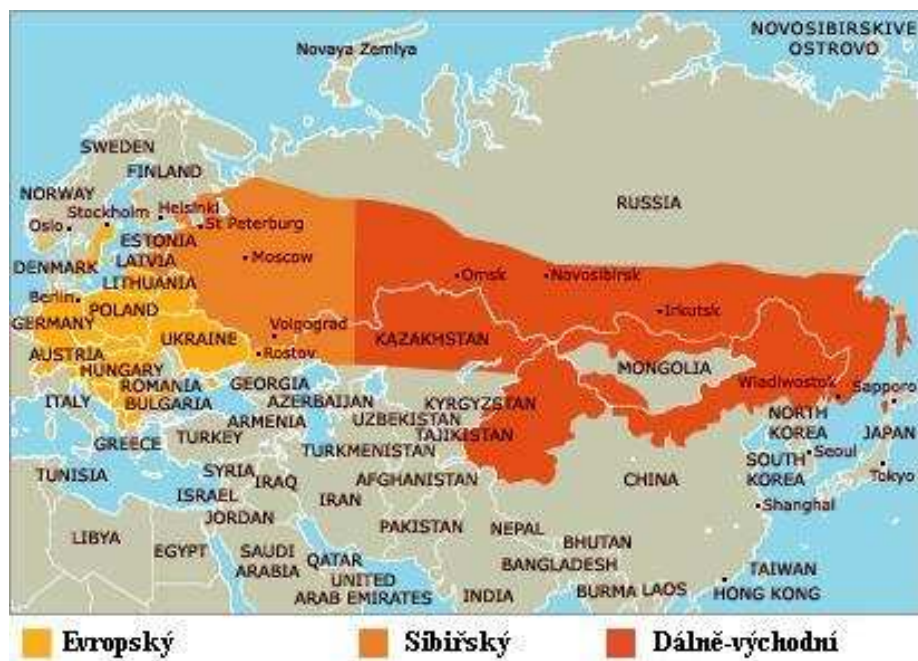 NOVOSIBIRSKIVE
OSTROVO
Novaya Zemlya
SWEDEN
FINLAND
NORWAY
RUSSIA
Stockholm
Helsinki
Oslo
St Peterburg
ESTONIA
Moscow
DENMARK
LATVIA
LITHUANIA
Omsk
Novosibirsk
Berlin
POLAND
Irkutsk
GERMANY
UKRAINE
Volgograd
KAZAKHSTAN
AUSTRIA
Rostov
HUNGARY
MONGOLIA
ROMANIA
GEORGIA
Wladiwostok
Sapporo
ITALY
BULGARIA
AZERBAIJAN
KYRGYZSTAN
ARMENIA
UZBEKISTAN
NORTH
KOREA
JAPAN
GREECE
TURKEY
TAJIKISTAN
TURKMENISTAN
Seoul
TUNISIA
SYRIA
IRAQ
AFGHANISTAN
CHINA
SOUTH
KOREA
Tokyo
ISRAEL
IRAN
Shanghai
JORDAN
PAKISTAN
NEPAL
LIBYA
EGYPT
SAUDI
ARABIA
QATAR
BHUTAN
BANGLADESH
UNITED
ARAB EMIRATES
INDIA
BURMA
LAOS
TAIWAN
HONG KONG
Evropský
Sibiřský
Dálně-východní